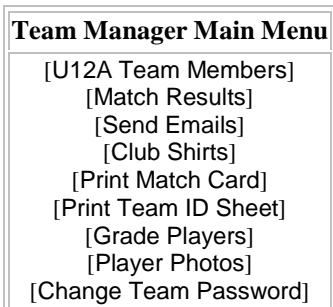 Team Manager Main Menu
[U12A Team Members]
[Match Results]
[Send Emails]
[Club Shirts]
[Print Match Card]
[Print Team ID Sheet]
[Grade Players]
[Player Photos]
[Change Team Password]